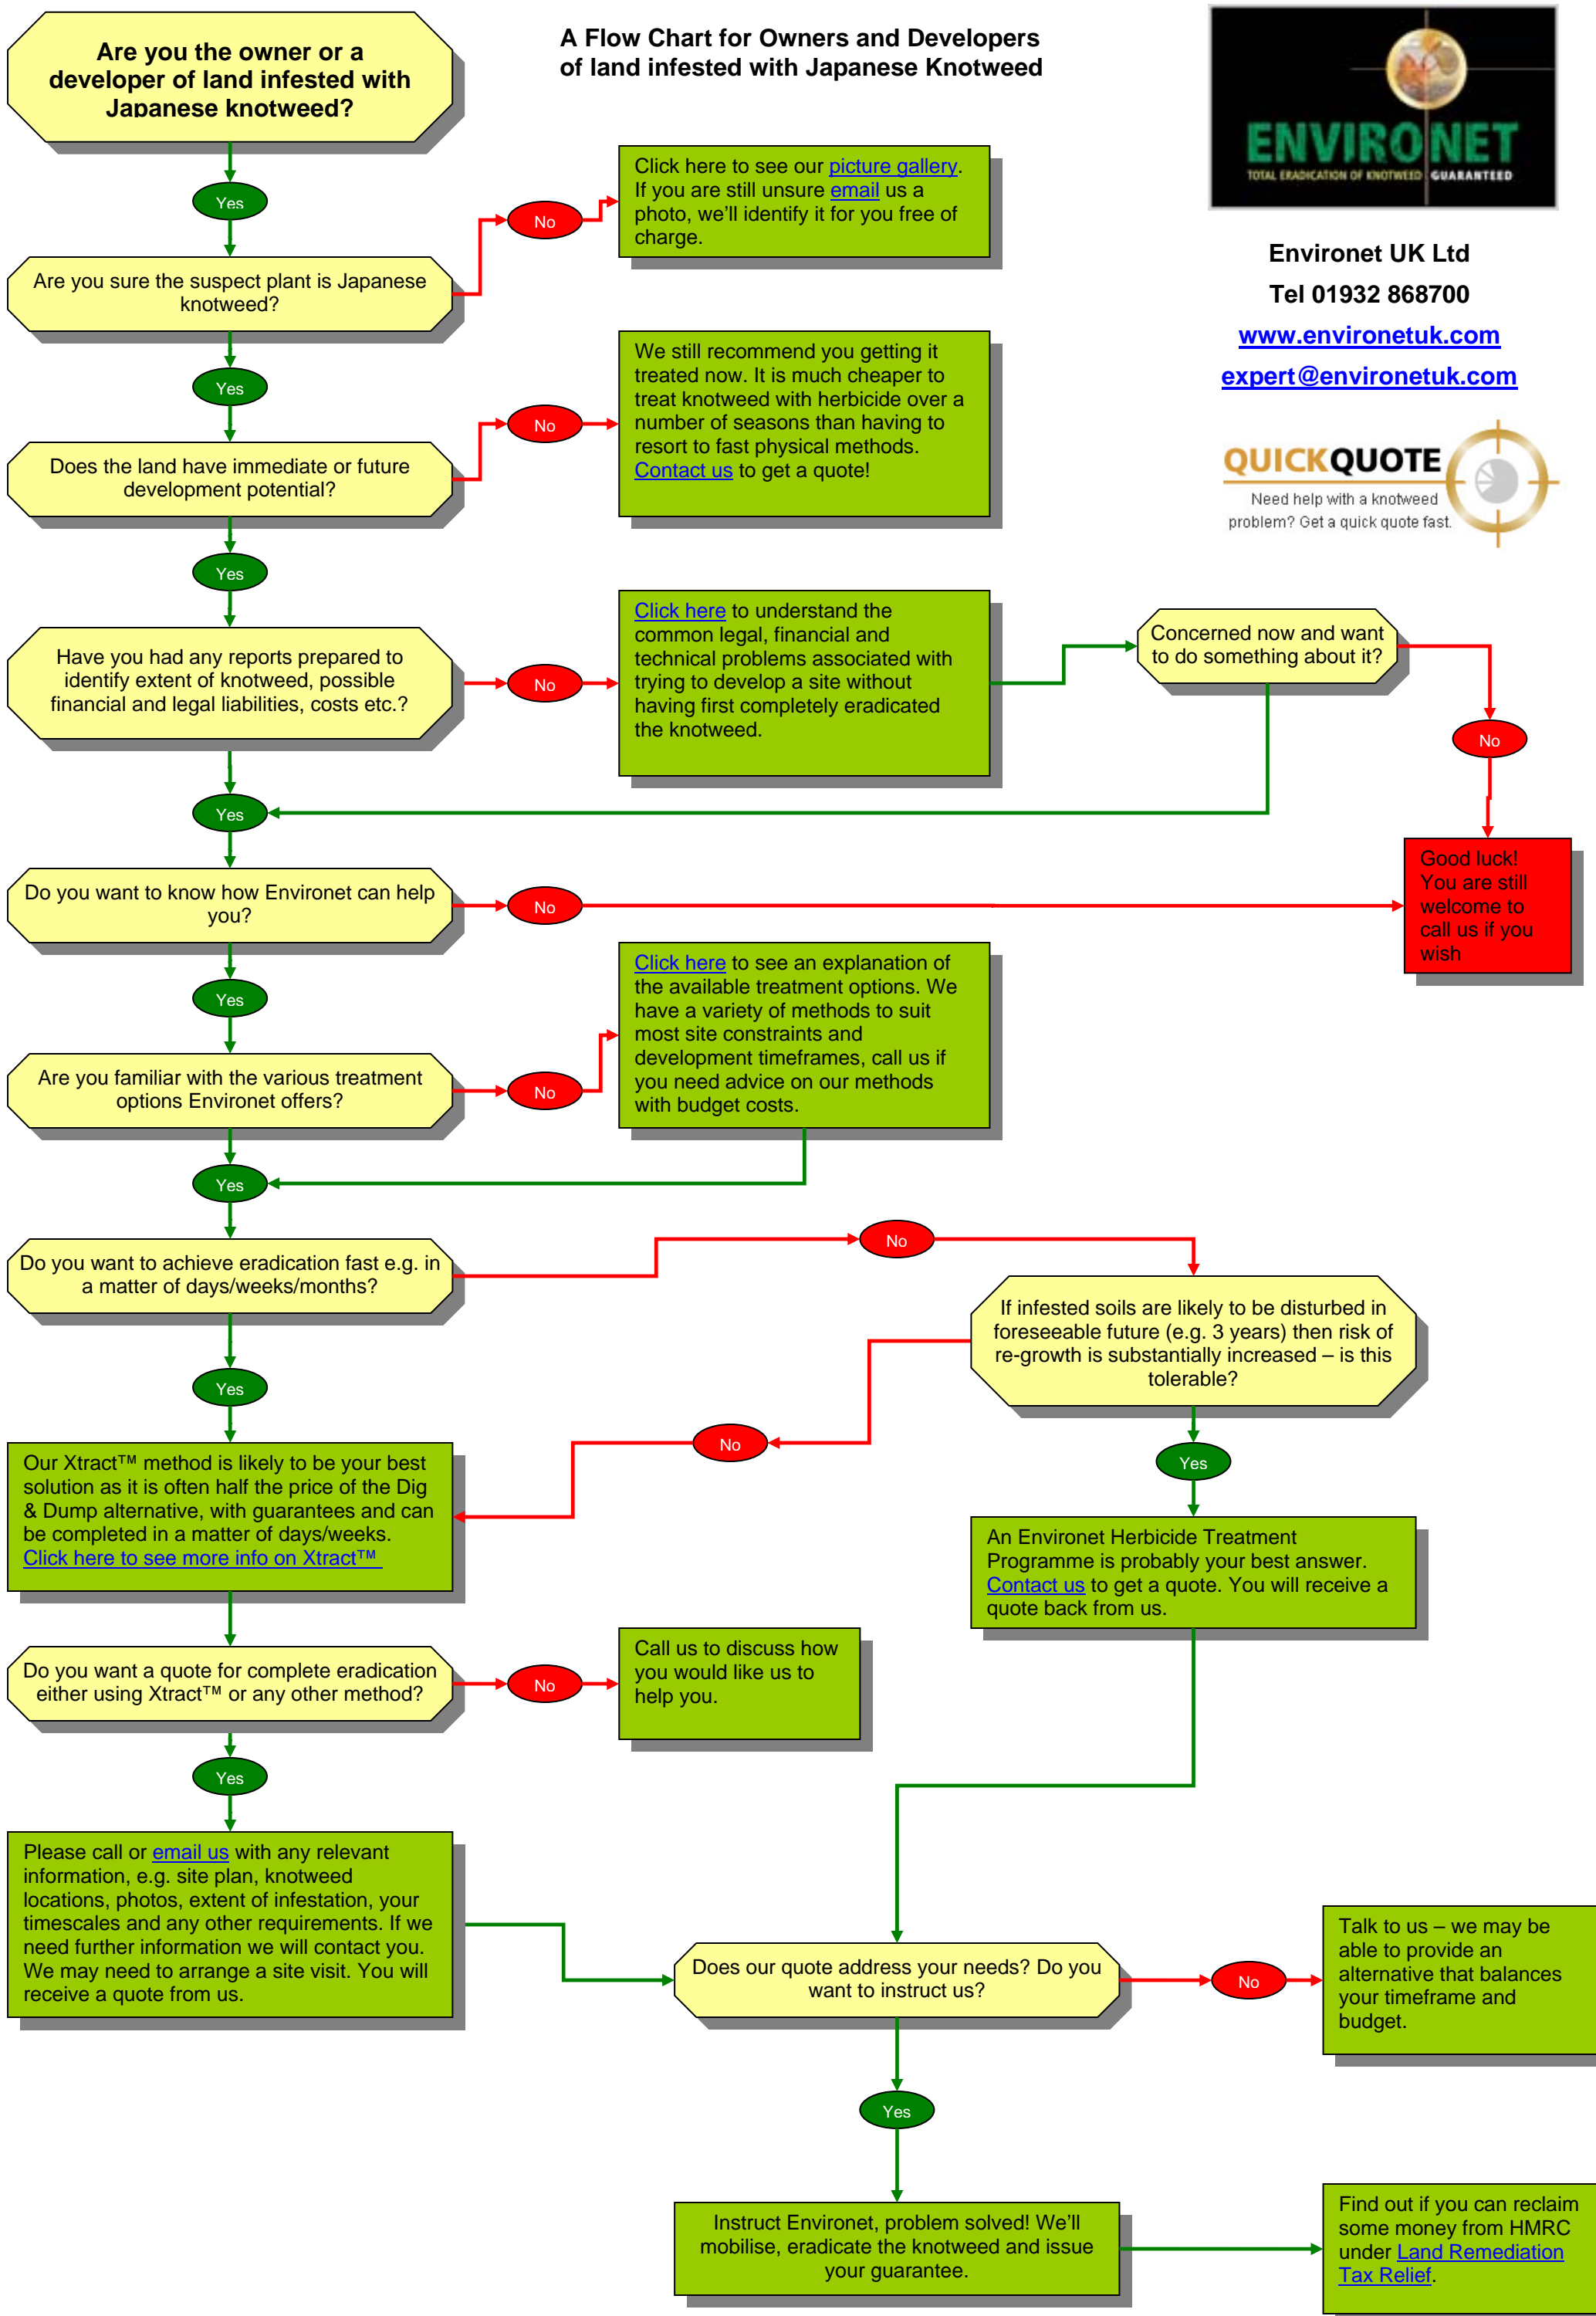 Are you the owner or a
developer of land infested with
Japanese knotweed?
A Flow Chart for Owners and Developers
of land infested with Japanese Knotweed
ENVIRONET
TOTAL ERADICATION OF KNOTWEED GUARANTEED
Environet UK Ltd
Tel 01932 868700
www.environetuk.com
expert@environetuk.com
QUICKQUOTE
Need help with a knotweed
problem? Get a quick quote fast.
Yes
No
Click here to see our picture gallery.
If you are still unsure email us a
photo, we'll identify it for you free of
charge.
Are you sure the suspect plant is Japanese
knotweed?
Yes
No
We still recommend you getting it
treated now. It is much cheaper to
treat knotweed with herbicide over a
number of seasons than having to
resort to fast physical methods.
Contact us to get a quote!
Does the land have immediate or future
development potential?
Yes
Have you had any reports prepared to
identify extent of knotweed, possible
financial and legal liabilities, costs etc.?
No
Click here to understand the
common legal, financial and
technical problems associated with
trying to develop a site without
having first completely eradicated
the knotweed.
Concerned now and want
to do something about it?
No
Yes
Good luck!
You are still
welcome to
call us if you
wish
Do you want to know how Environet can help
you?
No
Yes
Click here to see an explanation of
the available treatment options. We
have a variety of methods to suit
most site constraints and
development timeframes, call us if
you need advice on our methods
with budget costs.
Are you familiar with the various treatment
options Environet offers?
No
Yes
Do you want to achieve eradication fast e.g. in
a matter of days/weeks/months?
No
If infested soils are likely to be disturbed in
foreseeable future (e.g. 3 years) then risk of
re-growth is substantially increased – is this
tolerable?
Yes
No
Yes
Our Xtract™ method is likely to be your best
solution as it is often half the price of the Dig
& Dump alternative, with guarantees and can
be completed in a matter of days/weeks.
Click here to see more info on Xtract™
An Environet Herbicide Treatment
Programme is probably your best answer.
Contact us to get a quote. You will receive a
quote back from us.
Do you want a quote for complete eradication
either using Xtract™ or any other method?
No
Call us to discuss how
you would like us to
help you.
Yes
Please call or email us with any relevant
information, e.g. site plan, knotweed
locations, photos, extent of infestation, your
timescales and any other requirements. If we
need further information we will contact you.
We may need to arrange a site visit. You will
receive a quote from us.
Does our quote address your needs? Do you
want to instruct us?
No
Talk to us – we may be
able to provide an
alternative that balances
your timeframe and
budget.
Yes
Instruct Environet, problem solved! We'll
mobilise, eradicate the knotweed and issue
your guarantee.
Find out if you can reclaim
some money from HMRC
under Land Remediation
Tax Relief.